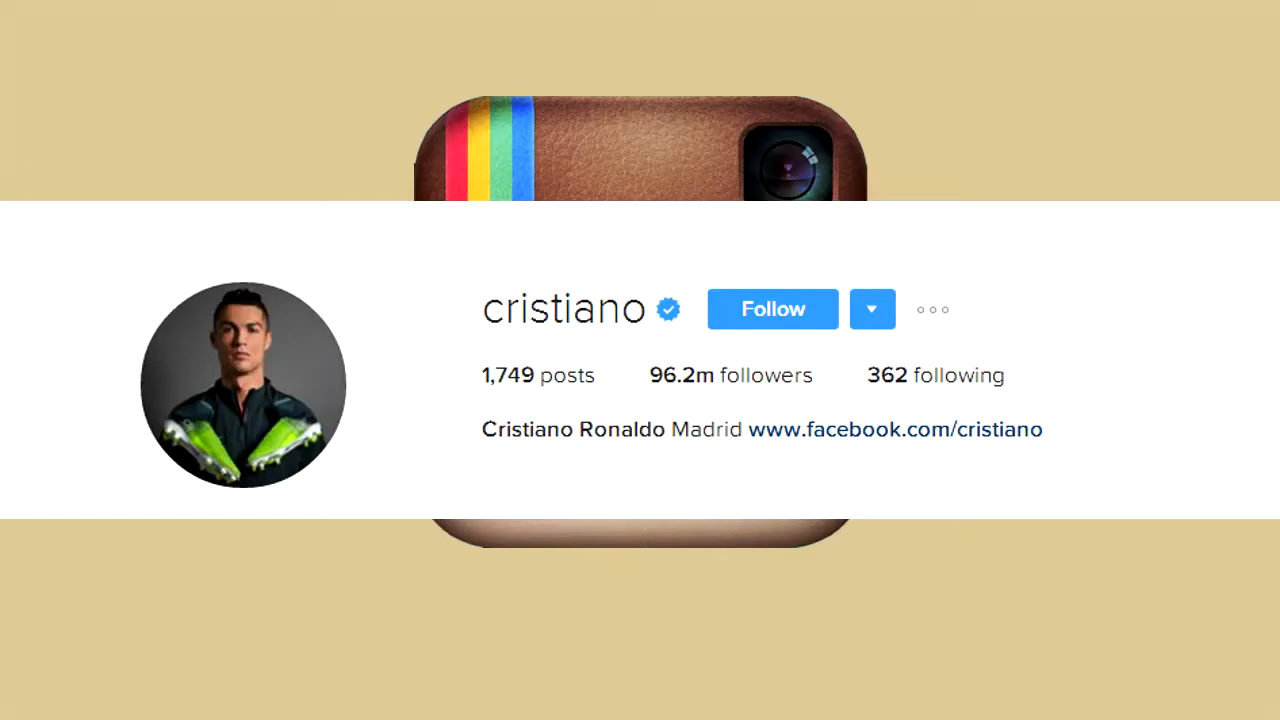 cristiano Follow
1,749 posts 96.2m followers 362 following
Cristiano Ronaldo Madrid www.facebook.com/cristiano